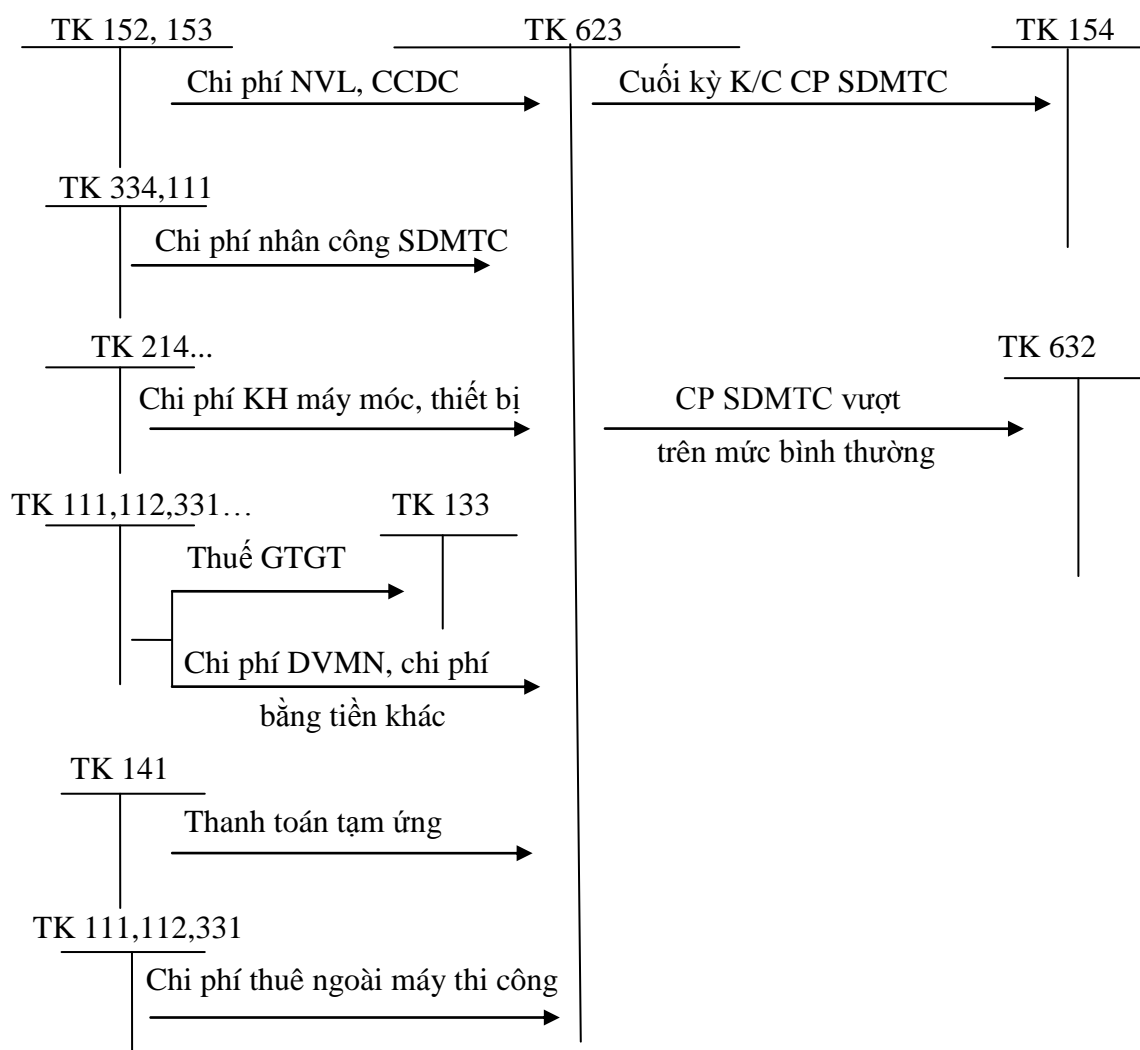 TK 152, 153 TK 623 TK 154
Chi phí NVL, CCDC Cuối kỳ K/C CP SDMTC
TK 334,111
Chi phí nhân công SDMTC
TK 214... TK 632
Chi phí KH máy móc, thiết bị CP SDMTC vượt
trên mức bình thường
TK 111,112,331… TK 133
Thuế GTGT
Chi phí DVMN, chi phí
bằng tiền khác
TK 141
Thanh toán tạm ứng
TK 111,112,331
Chi phí thuê ngoài máy thi công